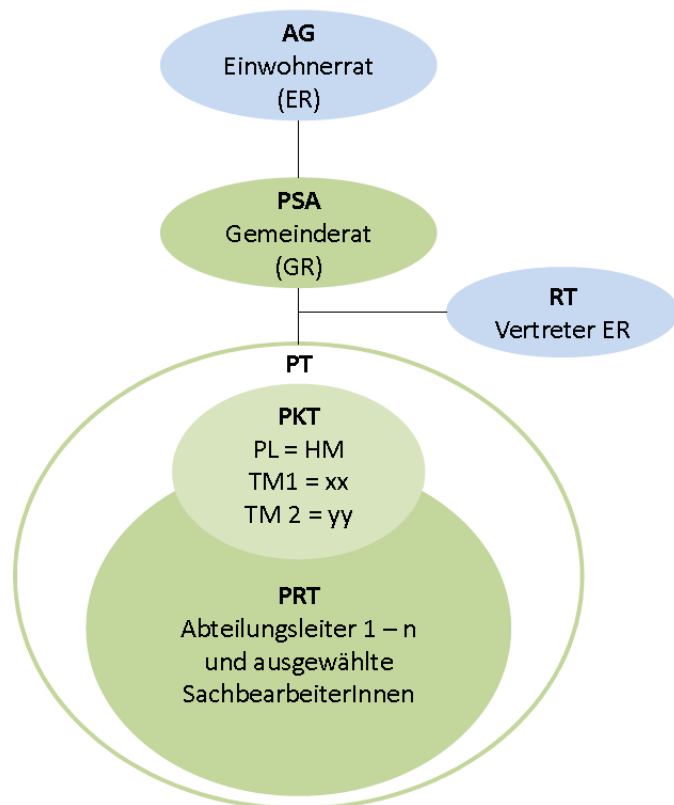 AG
Einwohnerrat
(ER)
PSA
Gemeinderat
(GR)
RT
Vertreter ER
PT
PKT
PL = HM
TM1 = xx
TM 2 = yy
PRT
Abteilungsleiter 1 – n
und ausgewählte
SachbearbeiterInnen